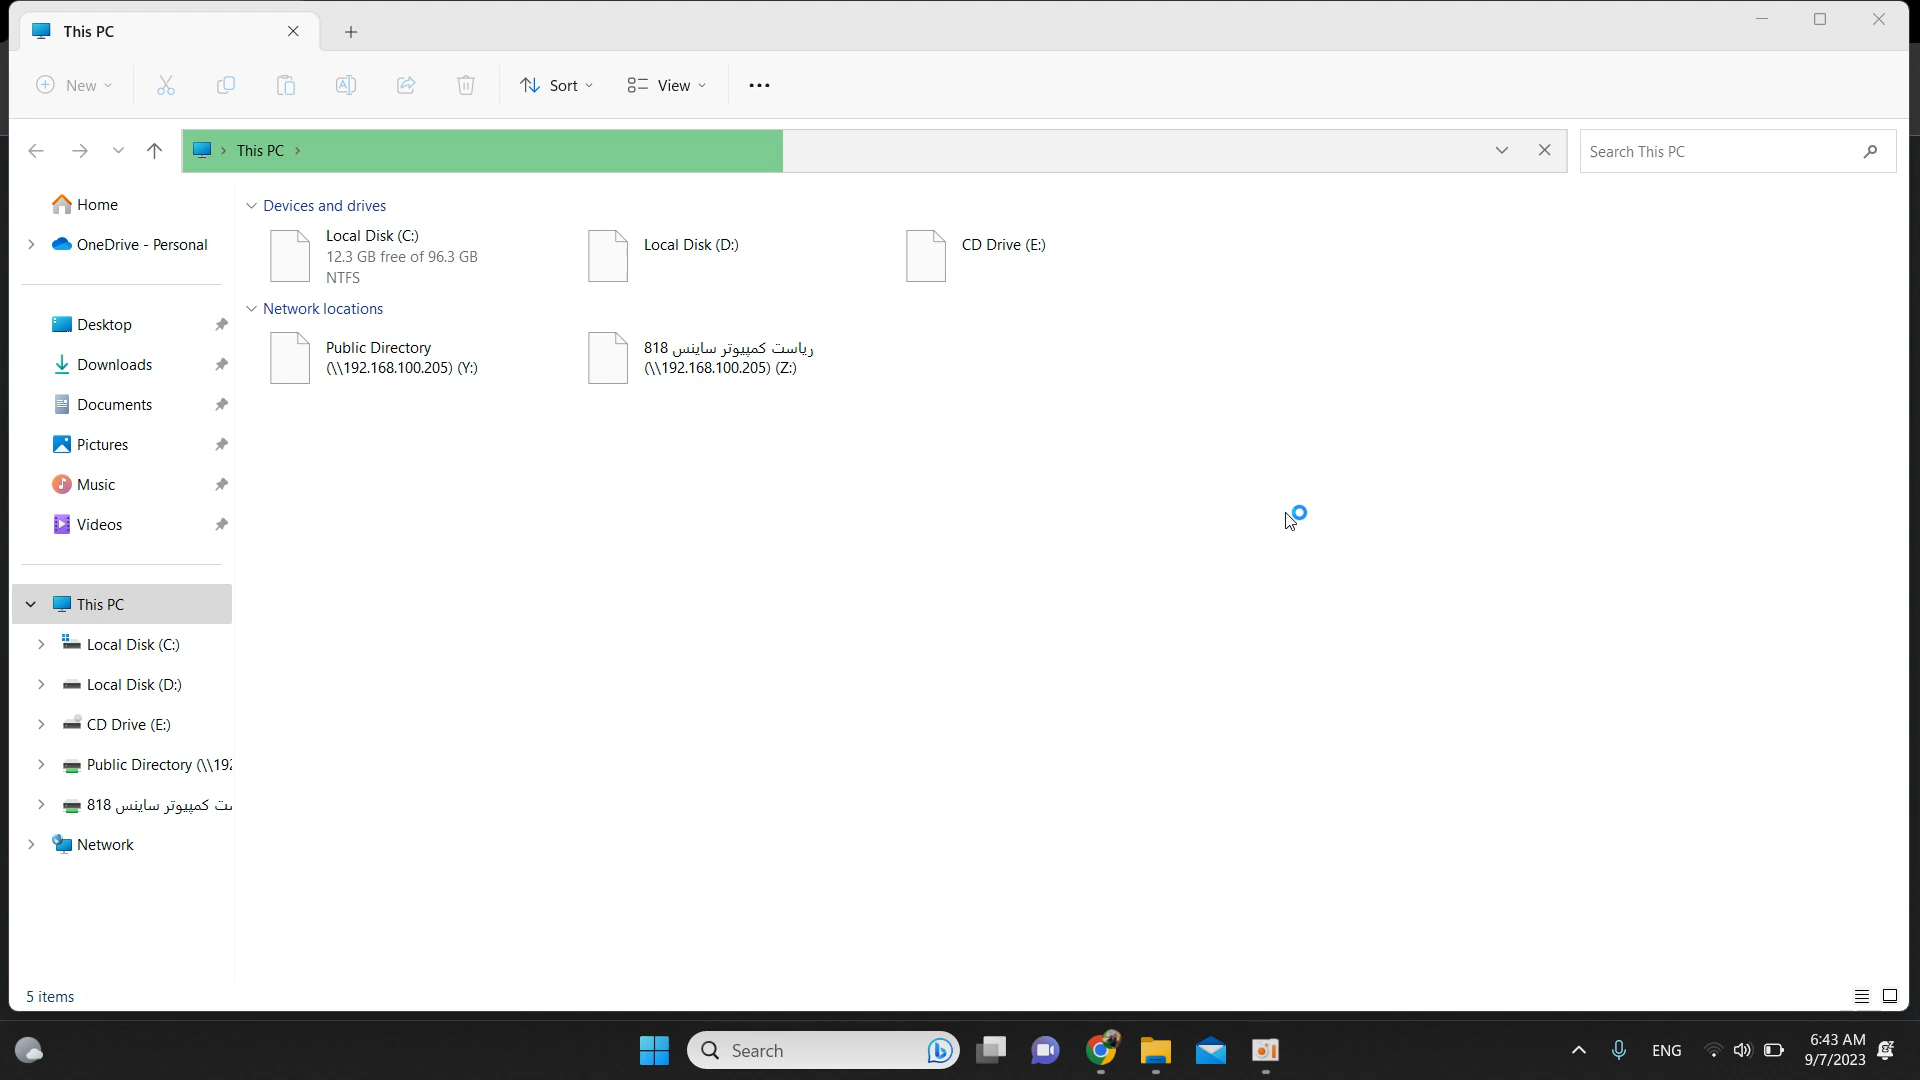 This PC
New
Sort
View
This PC
Search This PC
Home
OneDrive - Personal
Desktop
Downloads
Documents
Pictures
Music
Videos
This PC
Local Disk (C:)
Local Disk (D:)
CD Drive (E:)
Public Directory (\\192
818 ست کمپیوتر ساینس
Network
Devices and drives
Local Disk (C:)
12.3 GB free of 96.3 GB
NTFS
Local Disk (D:)
CD Drive (E:)
Network locations
Public Directory
(\\192.168.100.205) (Y:)
ریاست کمپیوتر ساینس 818
(\\192.168.100.205) (Z:)
5 items
Search
ENG
6:43 AM
9/7/2023